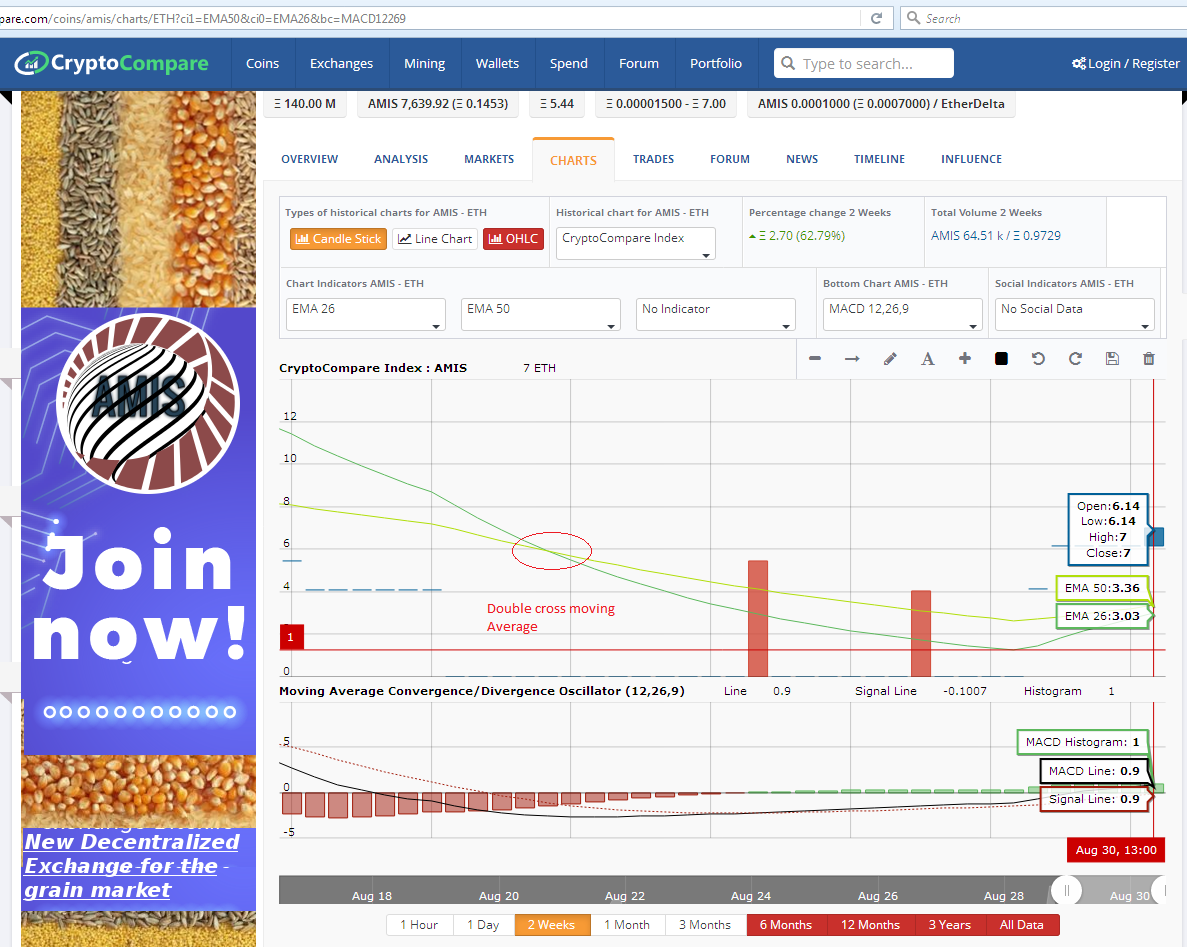 pare.com/coins/amis/charts/ETH?ci1=EMA50&ci0=EMA26&bc=MACD12269
Search
CryptoCompare
Coins
Exchanges
Mining
Wallets
Spend
Forum
Portfolio
Type to search...
Login / Register
Ξ 140.00 M
AMIS 7,639.92 (Ξ 0.1453)
Ξ 5.44
Ξ 0.00001500 - Ξ 7.00
AMIS 0.0001000 (Ξ 0.0007000) / EtherDelta
OVERVIEW
ANALYSIS
MARKETS
CHARTS
TRADES
FORUM
NEWS
TIMELINE
INFLUENCE
Types of historical charts for AMIS - ETH
Candle Stick
Line Chart
OHLC
Historical chart for AMIS - ETH
CryptoCompare Index
Percentage change 2 Weeks
Ξ 2.70 (62.79%)
Total Volume 2 Weeks
AMIS 64.51 k / Ξ 0.9729
Chart Indicators AMIS - ETH
EMA 26
EMA 50
No Indicator
Bottom Chart AMIS - ETH
MACD 12,26,9
Social Indicators AMIS - ETH
No Social Data
A
CryptoCompare Index : AMIS
7 ETH
12
10
8
6
4
1
0
Double cross moving
Average
Open:6.14
Low:6.14
High:7
Close:7
EMA 50:3.36
EMA 26:3.03
Moving Average Convergence/Divergence Oscillator (12,26,9)
Line
0.9
Signal Line
-0.1007
Histogram
1
5
0
-5
MACD Histogram: 1
MACD Line: 0.9
Signal Line: 0.9
Aug 30, 13:00
Aug 18
Aug 20
Aug 22
Aug 24
Aug 26
Aug 28
Aug 30
1 Hour
1 Day
2 Weeks
1 Month
3 Months
6 Months
12 Months
3 Years
All Data
AMIS
Join
now!
New Decentralized
Exchange for the
grain market